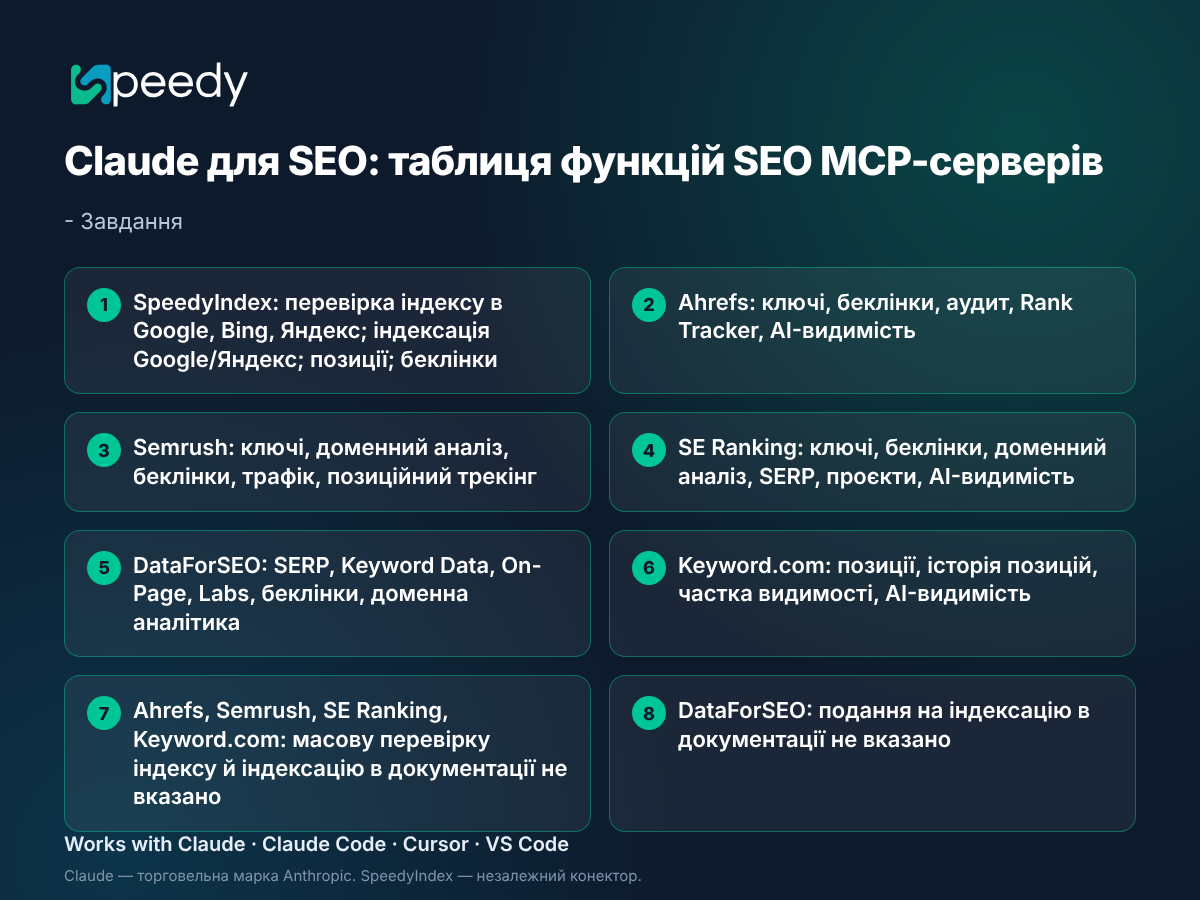 Speedy
Claude для SEO: таблиця функцій SEO MCP-серверів
- Завдання
1
SpeedyIndex: перевірка індексу в
Google, Bing, Яндекс; індексація
Google/Яндекс; позиції; беклінки
2
Ahrefs: ключі, беклінки, аудит, Rank
Tracker, AI-видимість
3
Semrush: ключі, доменний аналіз,
беклінки, трафік, позиційний трекінг
4
SE Ranking: ключі, беклінки, доменний
аналіз, SERP, проєкти, AI-видимість
5
DataForSEO: SERP, Keyword Data, On-
Page, Labs, беклінки, доменна
аналітика
6
Keyword.com: позиції, історія позицій,
частка видимості, AI-видимість
7
Ahrefs, Semrush, SE Ranking,
Keyword.com: масову перевірку
індексу й індексацію в документації не
вказано
8
DataForSEO: подання на індексацію в
документації не вказано
Works with Claude · Claude Code · Cursor · VS Code
Claude — торговельна марка Anthropic. SpeedyIndex — незалежний конектор.